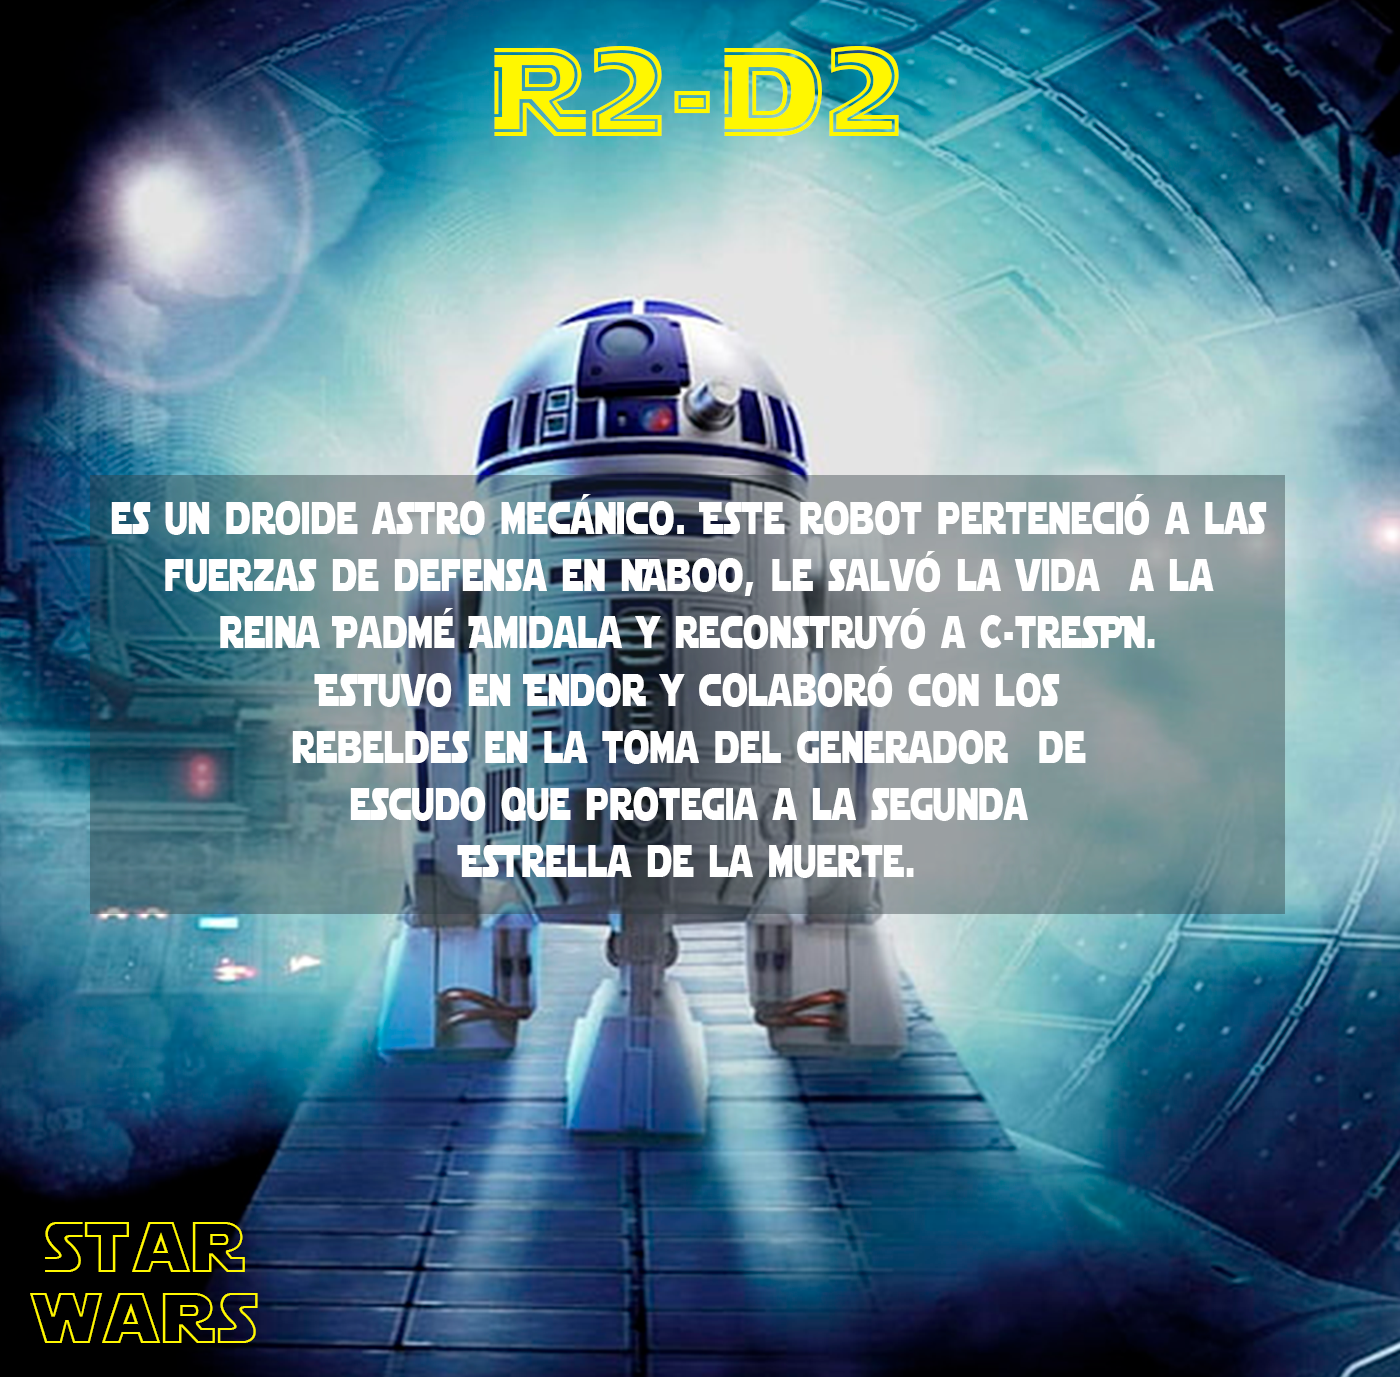 R2-D2
ES UN DROIDE ASTRO MECÁNICO. ESTE ROBOT PERTENECIÓ A LAS
FUERZAS DE DEFENSA EN NABOO, LE SALVÓ LA VIDA A LA
REINA PADMÉ AMIDALA Y RECONSTRUYÓ A C-TRESPN.
ESTUVO EN ENDOR Y COLABORÓ CON LOS
REBELDES EN LA TOMA DEL GENERADOR DE
ESCUDO QUE PROTEGIA A LA SEGUNDA
ESTRELLA DE LA MUERTE.
STAR
WARS